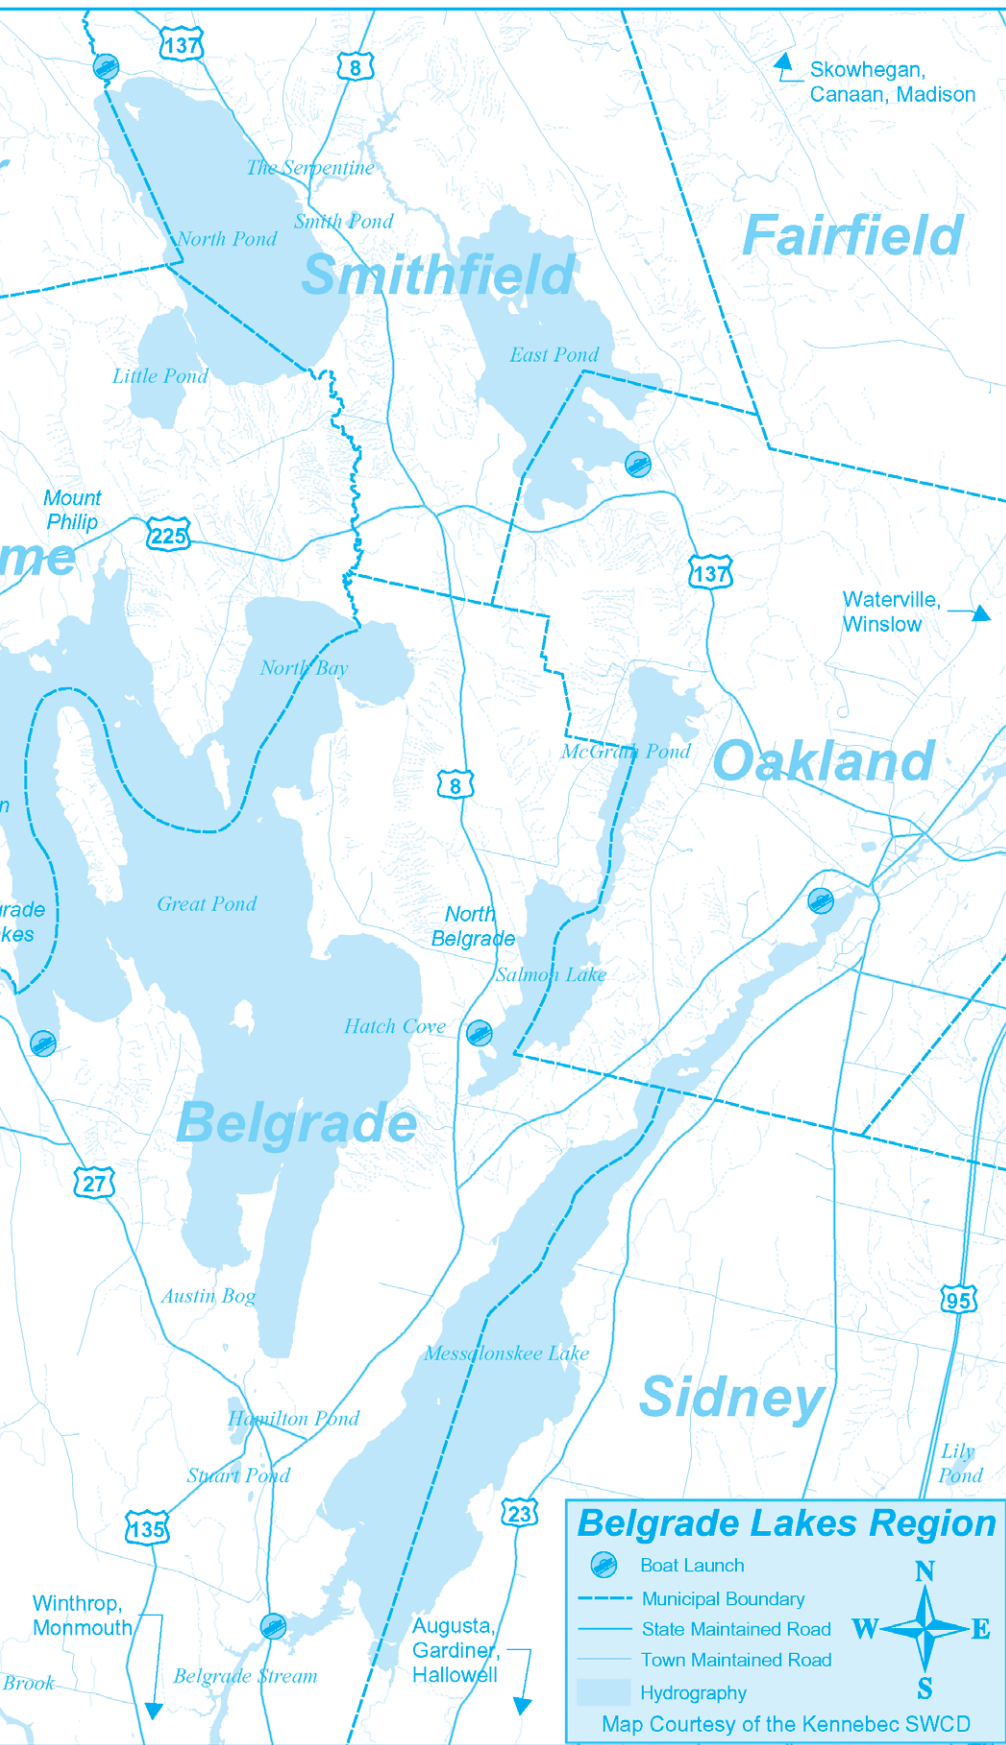 137
8
Skowhegan,
Canaan, Madison
The Serpentine
Smith Pond
North Pond
Fairfield
Smithfield
East Pond
Little Pond
Mount
Philip
225
me
137
Waterville,
Winslow
North Bay
McGrath Pond
Oakland
8
n
Great Pond
grade
kes
North
Belgrade
Salmon Lake
Hatch Cove
Belgrade
27
Austin Bog
95
Messalonskee Lake
Sidney
Hamilton Pond
Stuart Pond
Lily
Pond
135
23
Winthrop,
Monmouth
Augusta,
Gardiner,
Hallowell
Belgrade Stream
Brook
Belgrade Lakes Region
Boat Launch
Municipal Boundary
State Maintained Road
Town Maintained Road
Hydrography
N
W
E
S
Map Courtesy of the Kennebec SWCD